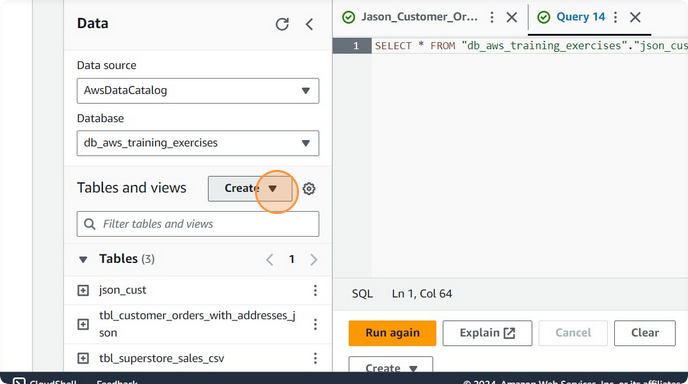 Data
Data source
AwsDataCatalog
Database
db_aws_training_exercises
Tables and views
Create
Filter tables and views
Tables (3)
1
json_cust
tbl_customer_orders_with_addresses_j
son
tbl_superstore_sales_csv
Jason_Customer_Or...
Query 14
1 SELECT * FROM "db_aws_training_exercises"."json_cus
SQL Ln 1, Col 64
Run again
Explain
Cancel
Clear
Create
CloudShell Feedback
© 2024, Amazon Web Services, Inc. or its affiliates